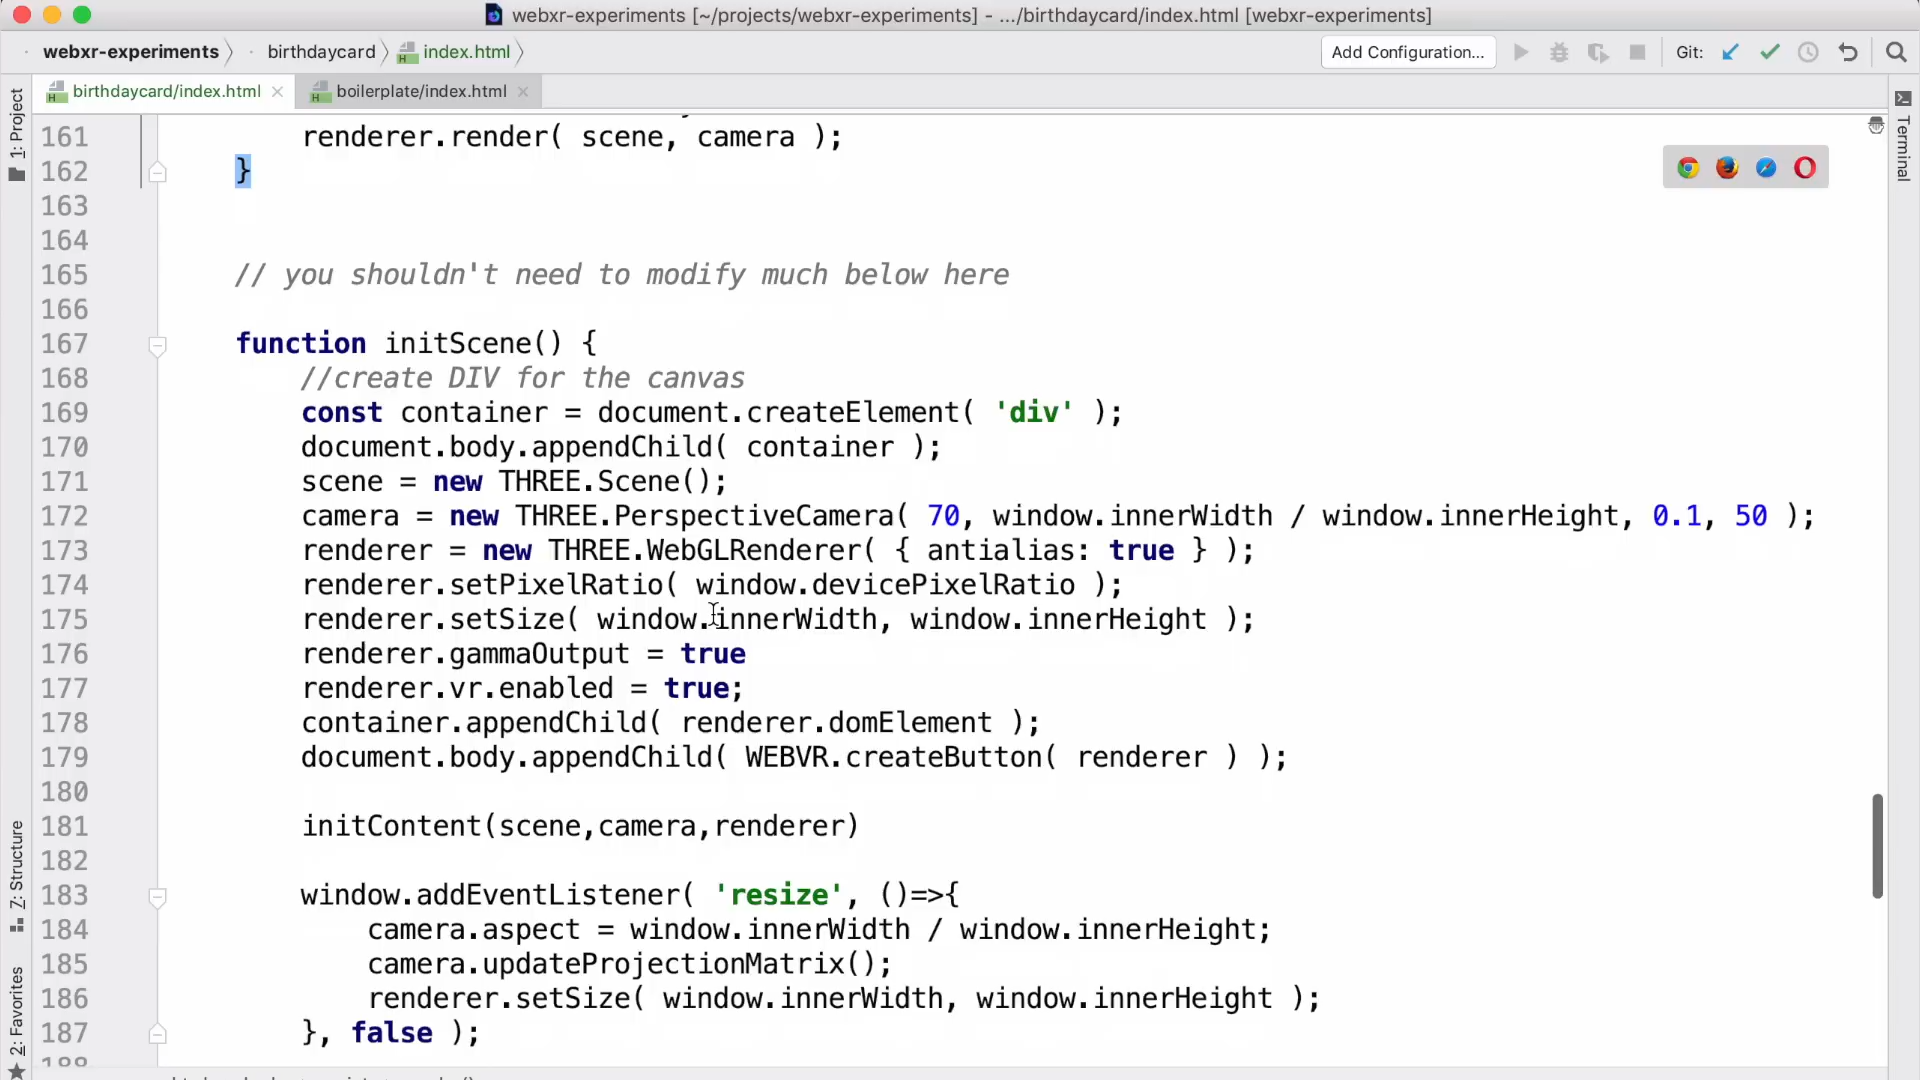 webxr-experiments [~/projects/webxr-experiments] - .../birthdaycard/index.html [webxr-experiments]
webxr-experiments birthdaycard index.html Add Configuration... Git:
birthdaycard/index.html boilerplate/index.html
1: Project
Terminal
161 renderer.render( scene, camera );
162 }
163
164
165 // you shouldn't need to modify much below here
166
167 function initScene() {
168 //create DIV for the canvas
169 const container = document.createElement( 'div' );
170 document.body.appendChild( container );
171 scene = new THREE.Scene();
172 camera = new THREE.PerspectiveCamera( 70, window.innerWidth / window.innerHeight, 0.1, 50 );
173 renderer = new THREE.WebGLRenderer( { antialias: true } );
174 renderer.setPixelRatio( window.devicePixelRatio );
175 renderer.setSize( window.innerWidth, window.innerHeight );
176 renderer.gammaOutput = true
177 renderer.vr.enabled = true;
178 container.appendChild( renderer.domElement );
179 document.body.appendChild( WEBVR.createButton( renderer ) );
180
181 initContent(scene,camera,renderer)
182
183 window.addEventListener( 'resize', ()=>{
184 camera.aspect = window.innerWidth / window.innerHeight;
185 camera.updateProjectionMatrix();
186 renderer.setSize( window.innerWidth, window.innerHeight );
187 }, false );
188
7: Structure
2: Favorites